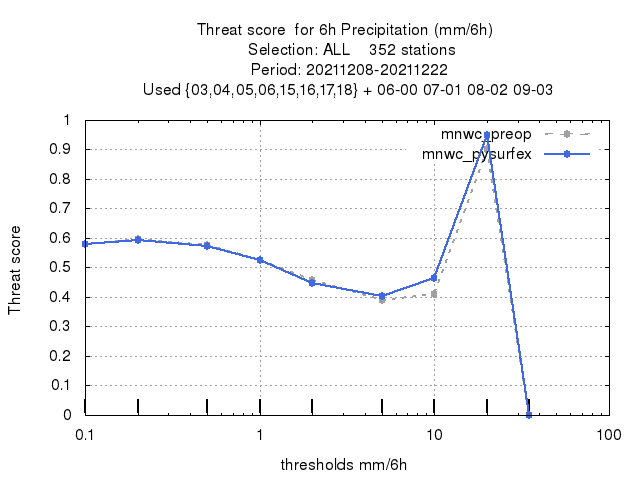 Threat score  for 6h Precipitation (mm/6h)
Selection: ALL    352 stations
Period: 20211208-20211222
Used {03,04,05,06,15,16,17,18} + 06-00 07-01 08-02 09-03
mnwc_preop
mnwc_pysurfex
1
0.9
0.8
0.7
0.6
0.5
0.4
0.3
0.2
0.1
0
Threat score
0.1 1 10 100
thresholds mm/6h